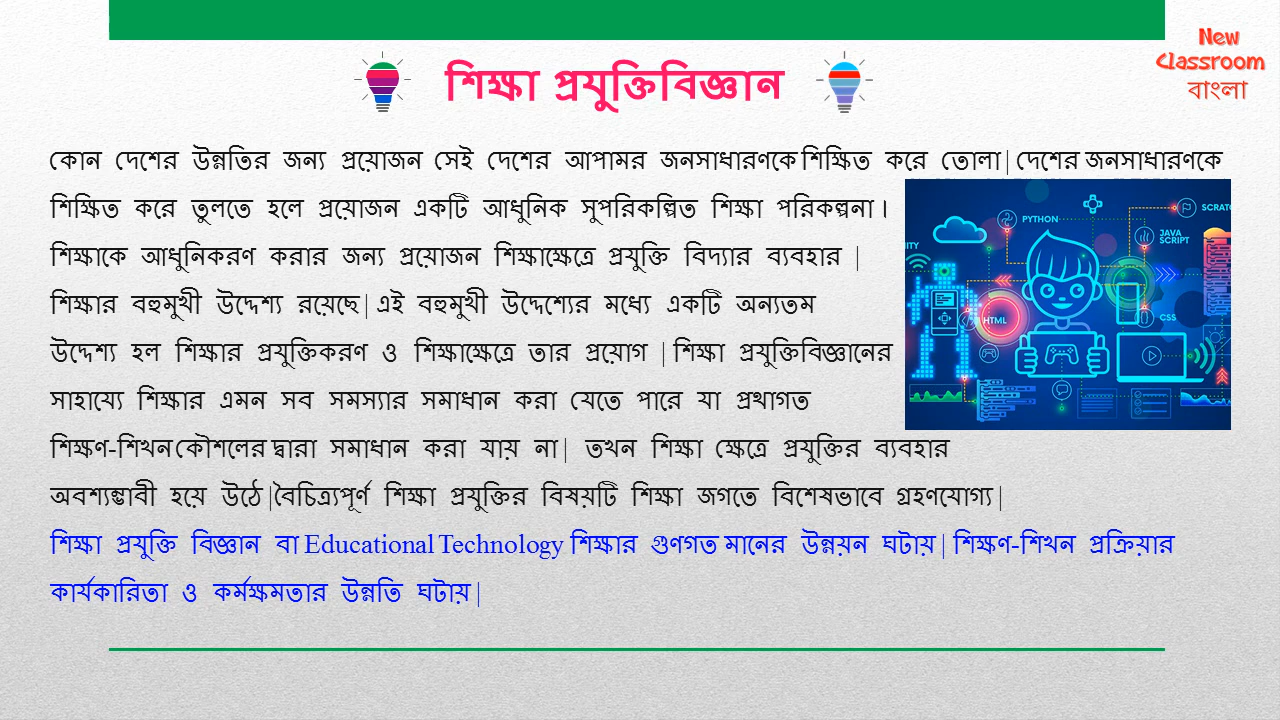 New
Classroom
বাংলা
শিক্ষা প্রযুক্তিবিজ্ঞান
কোন দেশের উন্নতির জন্য প্রয়োজন সেই দেশের আপামর জনসাধারণকে শিক্ষিত করে তোলা| দেশের জনসাধারণকে
শিক্ষিত করে তুলতে হলে প্রয়োজন একটি আধুনিক সুপরিকল্পিত শিক্ষা পরিকল্পনা।
শিক্ষাকে আধুনিকরণ করার জন্য প্রয়োজন শিক্ষাক্ষেত্রে প্রযুক্তি বিদ্যার ব্যবহার |
শিক্ষার বহুমুখী উদ্দেশ্য রয়েছে| এই বহুমুখী উদ্দেশ্যের মধ্যে একটি অন্যতম
উদ্দেশ্য হল শিক্ষার প্রযুক্তিকরণ ও শিক্ষাক্ষেত্রে তার প্রয়োগ | শিক্ষা প্রযুক্তিবিজ্ঞানের
সাহায্যে শিক্ষার এমন সব সমস্যার সমাধান করা যেতে পারে যা প্রথাগত
শিক্ষণ-শিখন কৌশলের দ্বারা সমাধান করা যায় না| তখন শিক্ষা ক্ষেত্রে প্রযুক্তির ব্যবহার
অবশ্যম্ভাবী হয়ে উঠে|বৈচিত্র্যপূর্ণ শিক্ষা প্রযুক্তির বিষয়টি শিক্ষা জগতে বিশেষভাবে গ্রহণযোগ্য|
শিক্ষা প্রযুক্তি বিজ্ঞান বা Educational Technology শিক্ষার গুণগত মানের উন্নয়ন ঘটায়| শিক্ষণ-শিখন প্রক্রিয়ার
কার্যকারিতা ও কর্মক্ষমতার উন্নতি ঘটায়|
PYTHON
SCRATC
JAVA
SCRIPT
ITY
HTML
CSS